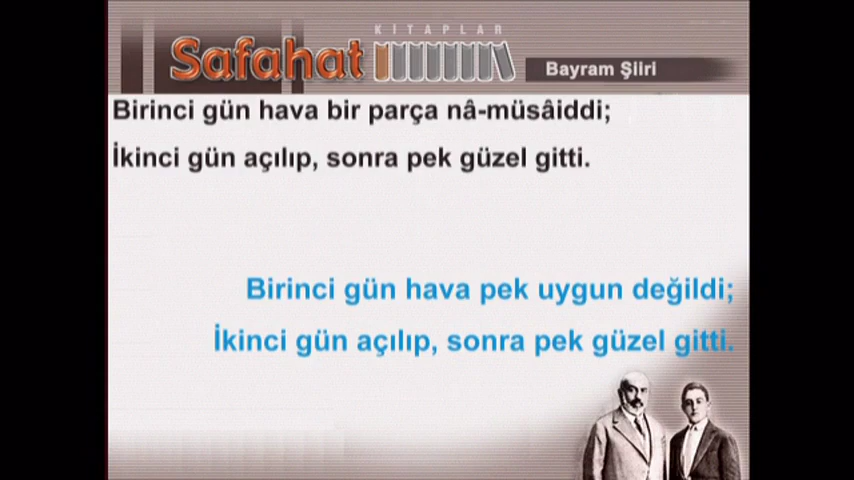 KİTAPLAR
Safahat
Bayram Şiiri
Birinci gün hava bir parça nâ-müsâiddi;
İkinci gün açılıp, sonra pek güzel gitti.
Birinci gün hava pek uygun değildi;
İkinci gün açılıp, sonra pek güzel gitti.